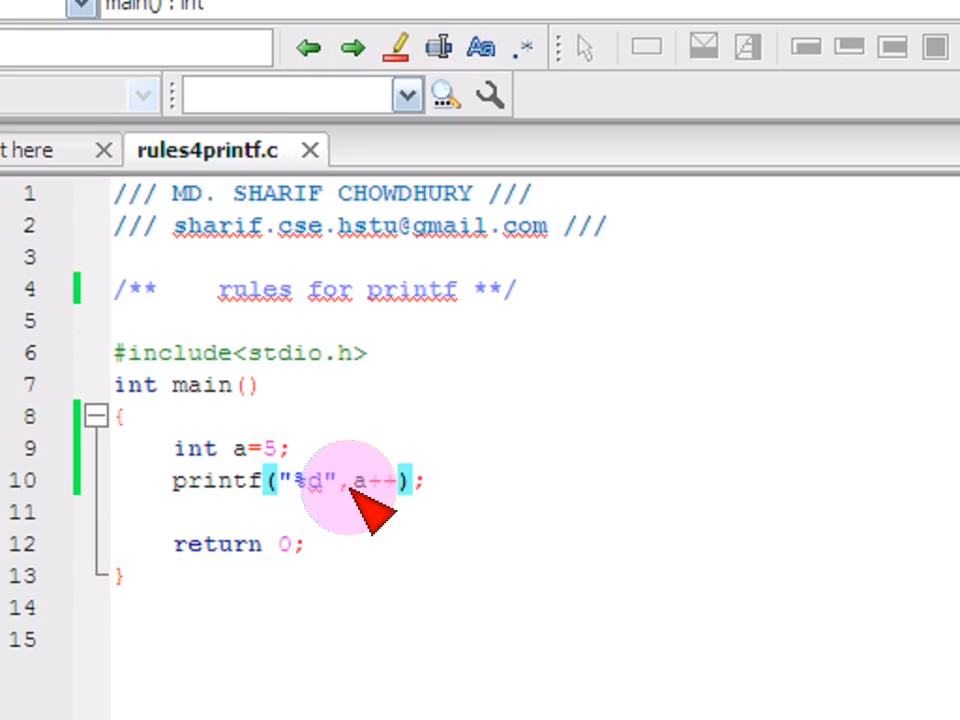 main() : int
t here
rules4printf.c
1 /// MD. SHARIF CHOWDHURY ///
2 /// sharif.cse.hstu@gmail.com ///
3
4 /** rules for printf **/
5
6 #include<stdio.h>
7 int main()
8 {
9 int a=5;
10 printf("%d",a++);
11
12 return 0;
13 }
14
15